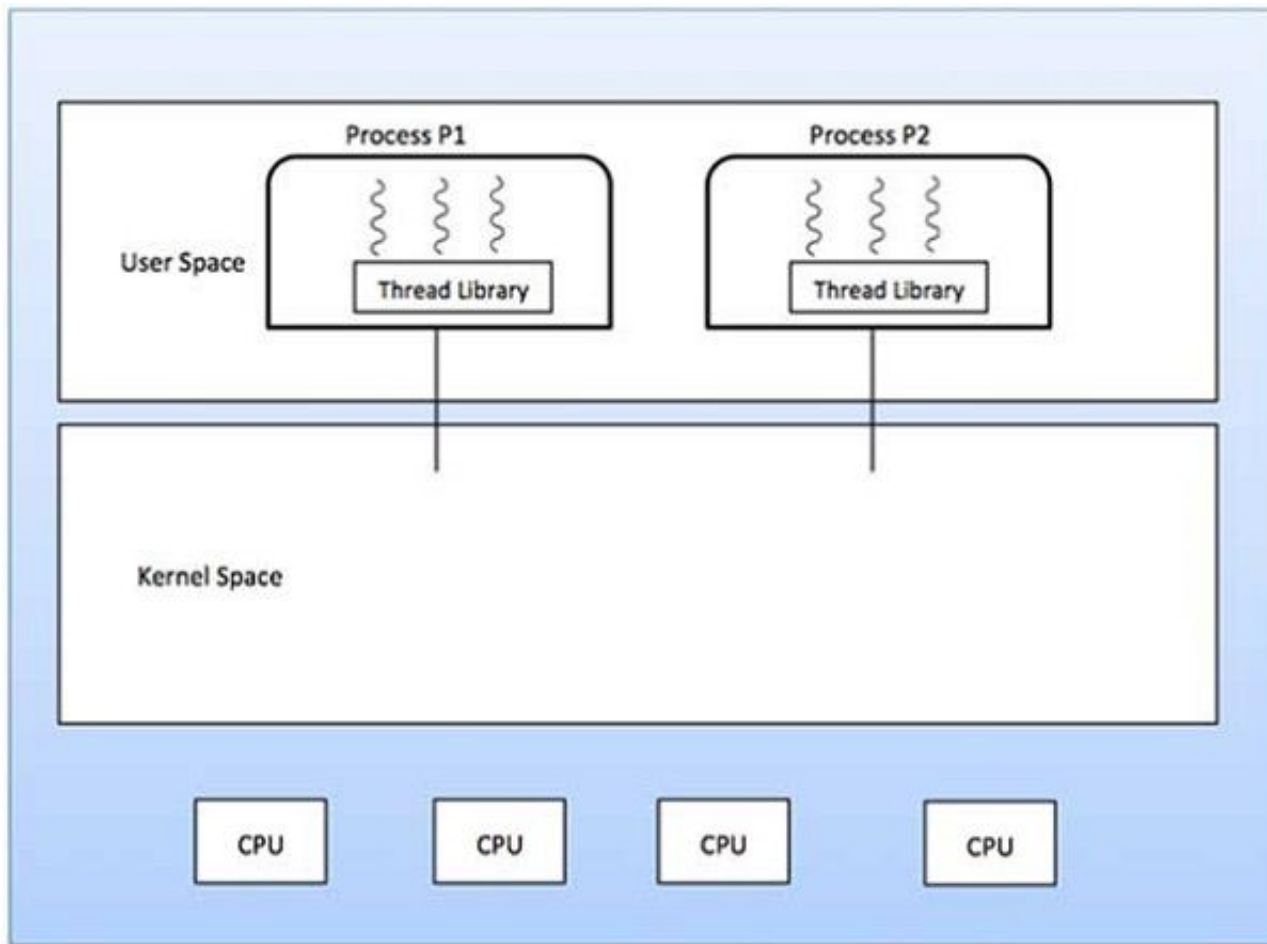 Process P1
Process P2
User Space
Thread Library
Thread Library
Kernel Space
CPU
CPU
CPU
CPU